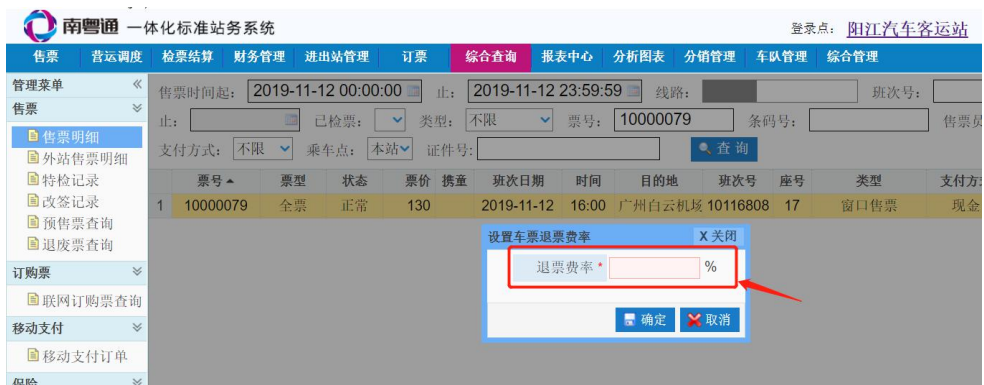 南粤通 一体化标准站务系统
登录点： 阳江汽车客运站
售票 营运调度 检票结算 财务管理 进出站管理 订票 综合查询 报表中心 分析图表 分销管理 车队管理 综合管理
管理菜单
售票
售票明细
外站售票明细
特检记录
改签记录
预售票查询
退废票查询
订购票
联网订购票查询
移动支付
移动支付订单
保险
售票时间起： 2019-11-12 00:00:00 止： 2019-11-12 23:59:59 线路： 班次号：
止： 已检票： 类型： 不限 票号： 10000079 条码号： 售票员
支付方式： 不限 乘车点： 本站 证件号： 查询
票号 票型 状态 票价 携童 班次日期 时间 目的地 班次号 座号 类型 支付方式
1 10000079 全票 正常 130 2019-11-12 16:00 广州白云机场 10116808 17 窗口售票 现金
设置车票退票费率 X 关闭
退票费率 * %
确定 取消